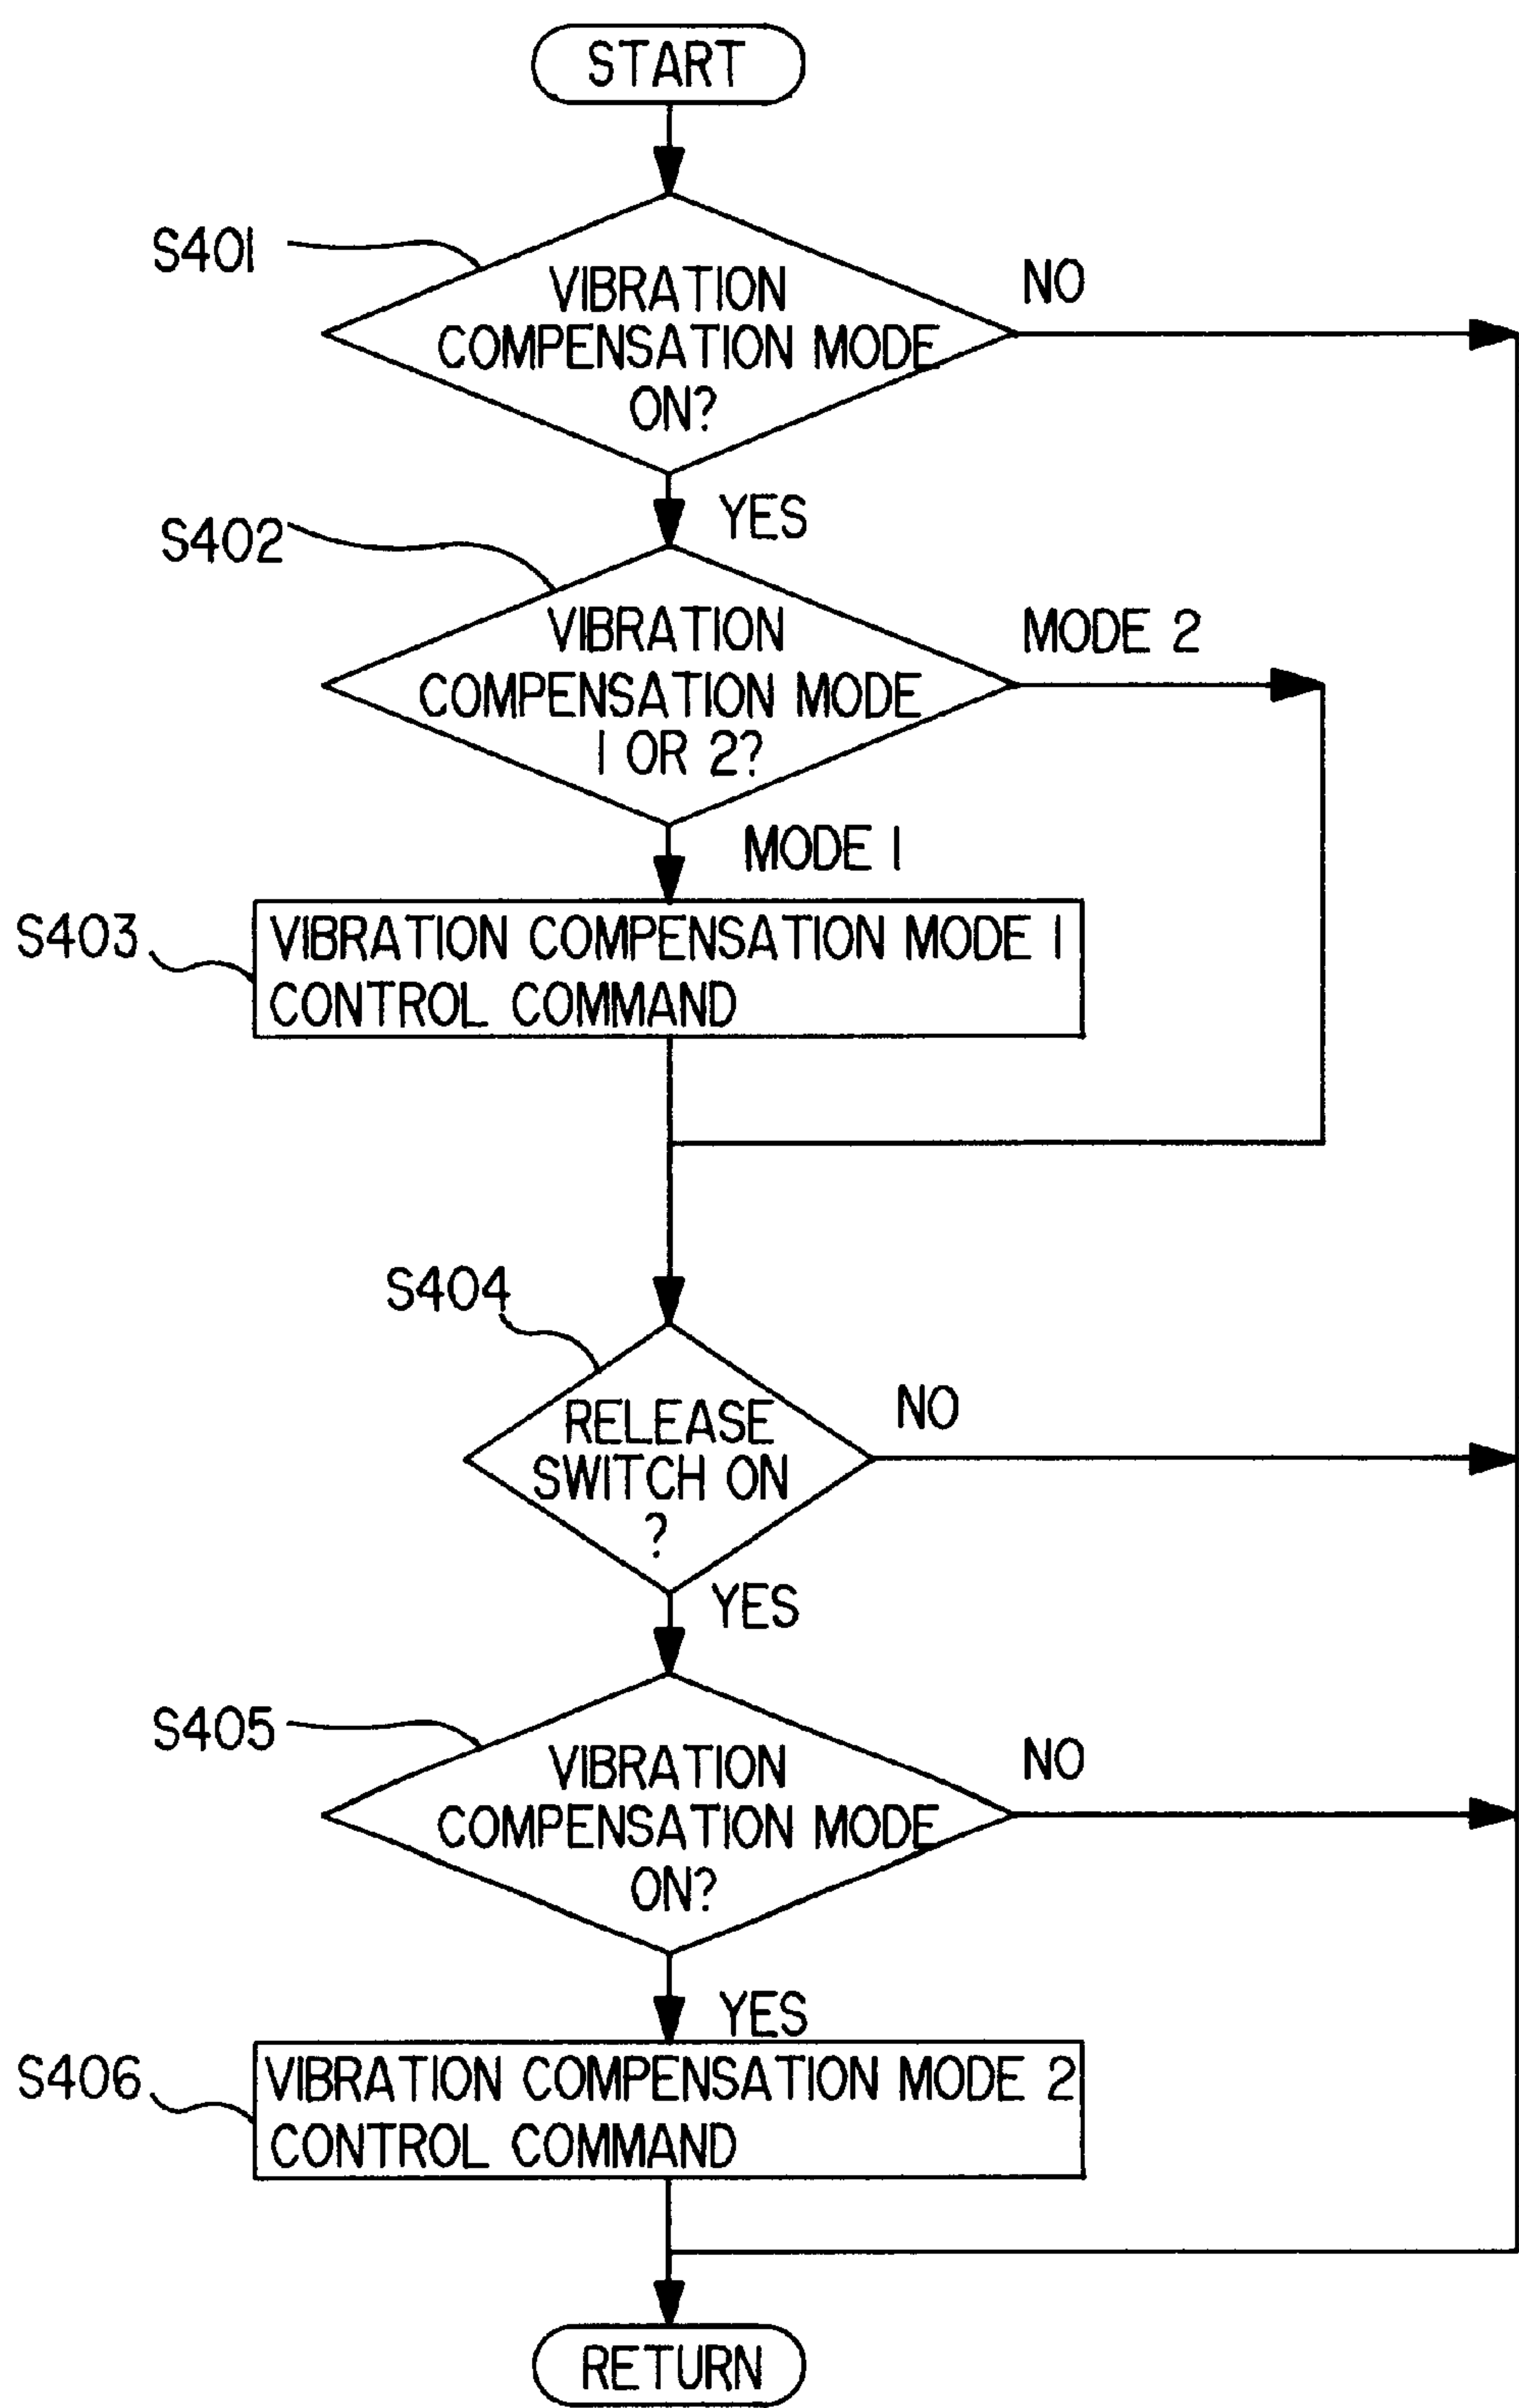 START
S401
VIBRATION
COMPENSATION MODE
ON?
NO
YES
S402
VIBRATION
COMPENSATION MODE
1 OR 2?
MODE 2
MODE 1
S403
VIBRATION COMPENSATION MODE 1
CONTROL COMMAND
S404
RELEASE
SWITCH ON
?
NO
YES
S405
VIBRATION
COMPENSATION MODE
ON?
NO
YES
S406
VIBRATION COMPENSATION MODE 2
CONTROL COMMAND
RETURN